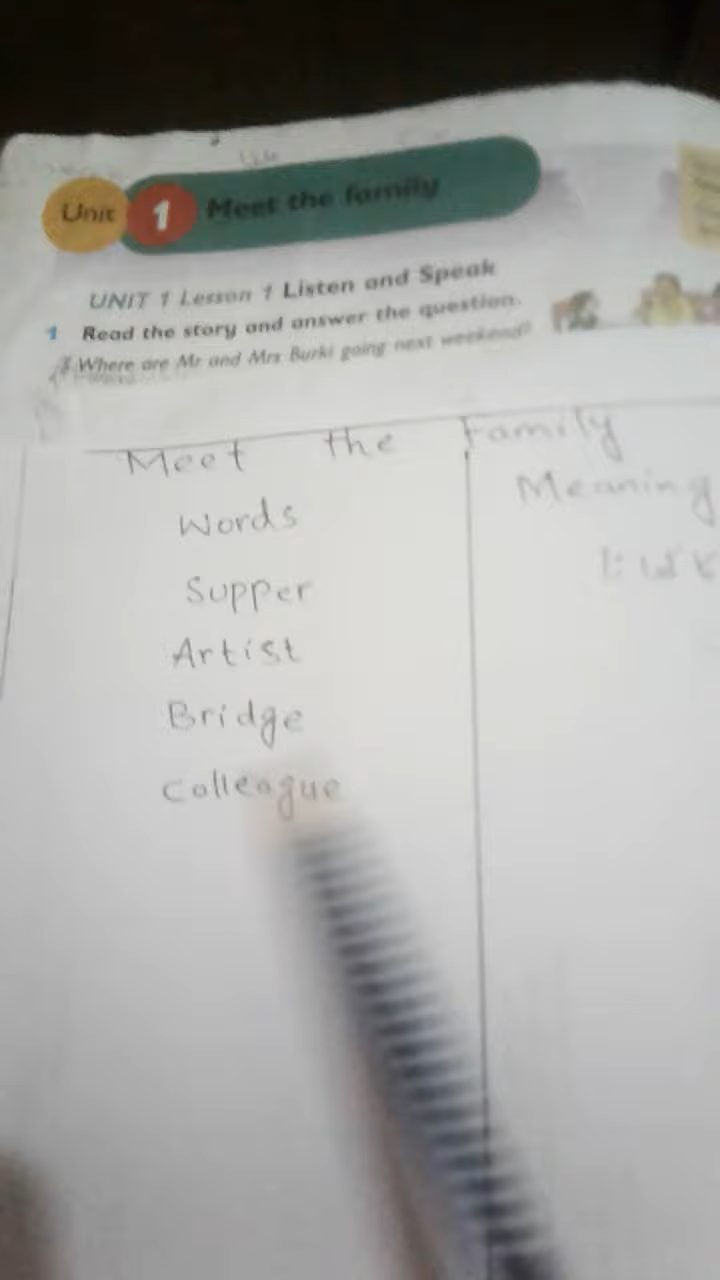 Unit 1 Meet the family
UNIT 1 Lesson 1 Listen and Speak
1 Read the story and answer the question.
Where are Mr and Mrs Burki going next weekend?
Meet the Family
Words Meaning
Supper
Artist
Bridge
Colleague